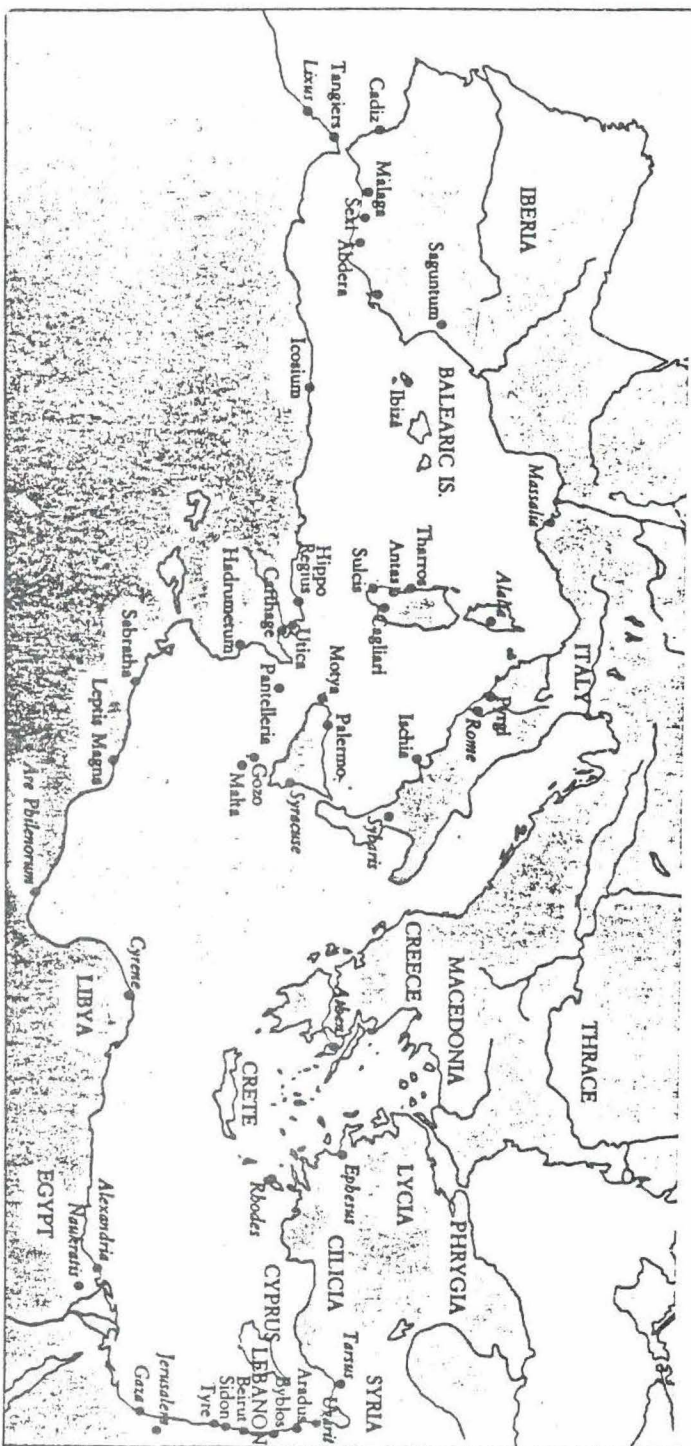 IBERIA
Cadiz
Tangiers
Lixus
Malaga
Sexi
Abdera
Saguntum
BALEARIC IS.
Ibiza
Icosium
Massalia
Alalia
Tharros
Antas
Sulcis
Cagliari
Hippo
Regius
Utica
Carthage
Hadrumetum
ITALY
Pyrgi
Rome
Ischia
Sybaris
Motya
Palermo
Syracuse
Pantelleria
Gozo
Malta
Sabratha
Leptis Magna
Are Philenorum
THRACE
MACEDONIA
GREECE
Athens
CRETE
Cyrene
LIBYA
PHRYGIA
LYCIA
Ephesus
Rhodes
CILICIA
CYPRUS
SYRIA
Tarsus
Ugarit
Aradus
Byblos
LEBANON
Beirut
Sidon
Tyre
Jerusalem
Gaza
Alexandria
Naukratis
EGYPT